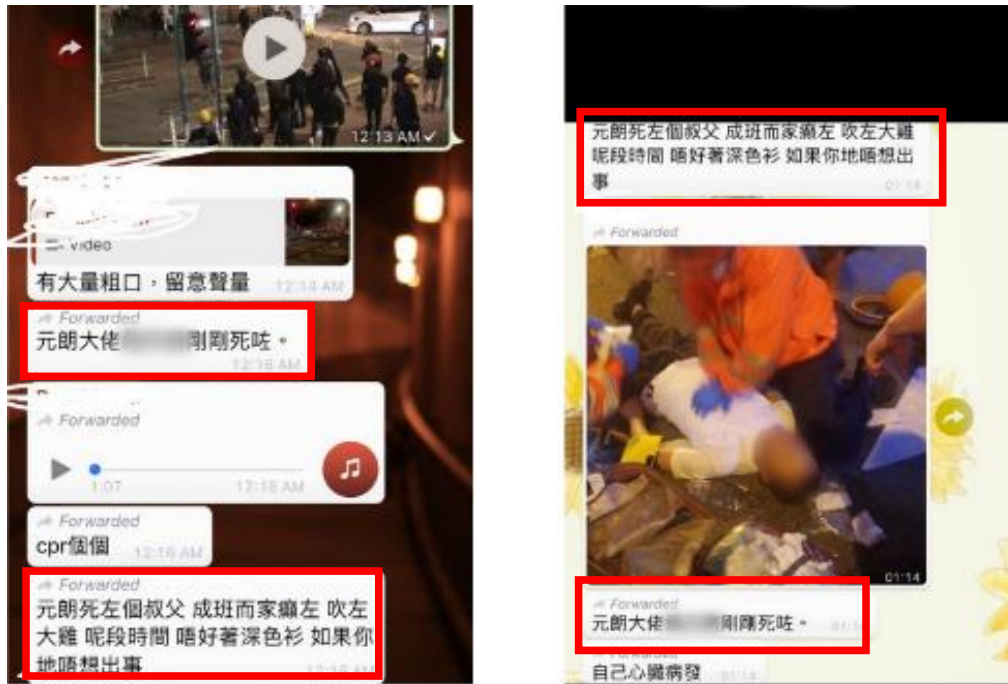 12:13 AM
Video
有大量粗口，留意聲量
12:14 AM
Forwarded
元朗大佬
剛剛死咗。
12:16 AM
Forwarded
1:07
12:16 AM
Forwarded
cpr個個
12:16 AM
Forwarded
元朗死左個叔父 成班而家癲左 吹左
大雞 呢段時間 唔好著深色衫 如果你
地唔想出事
12:16 AM
元朗死左個叔父 成班而家癲左 吹左大雞
呢段時間 唔好著深色衫 如果你地唔想出
事
01:14
Forwarded
01:14
Forwarded
元朗大佬
剛剛死咗。
Forwarded
自己心臟病發
01:14